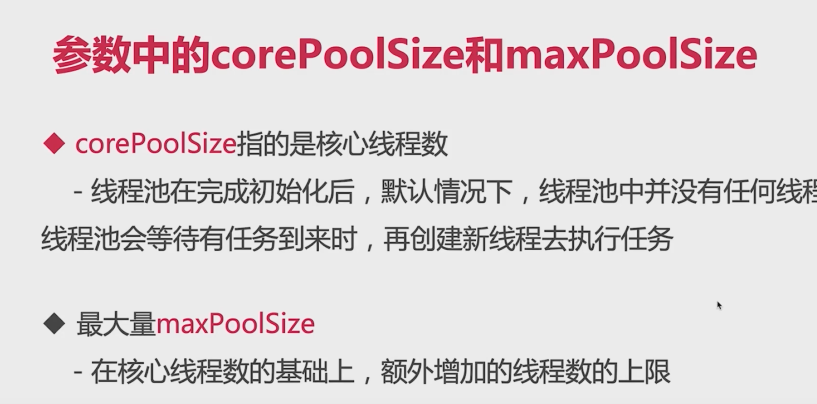 参数中的corePoolSize和maxPoolSize
◆ corePoolSize指的是核心线程数
- 线程池在完成初始化后，默认情况下，线程池中并没有任何线程
线程池会等待有任务到来时，再创建新线程去执行任务
◆ 最大量maxPoolSize
- 在核心线程数的基础上，额外增加的线程数的上限